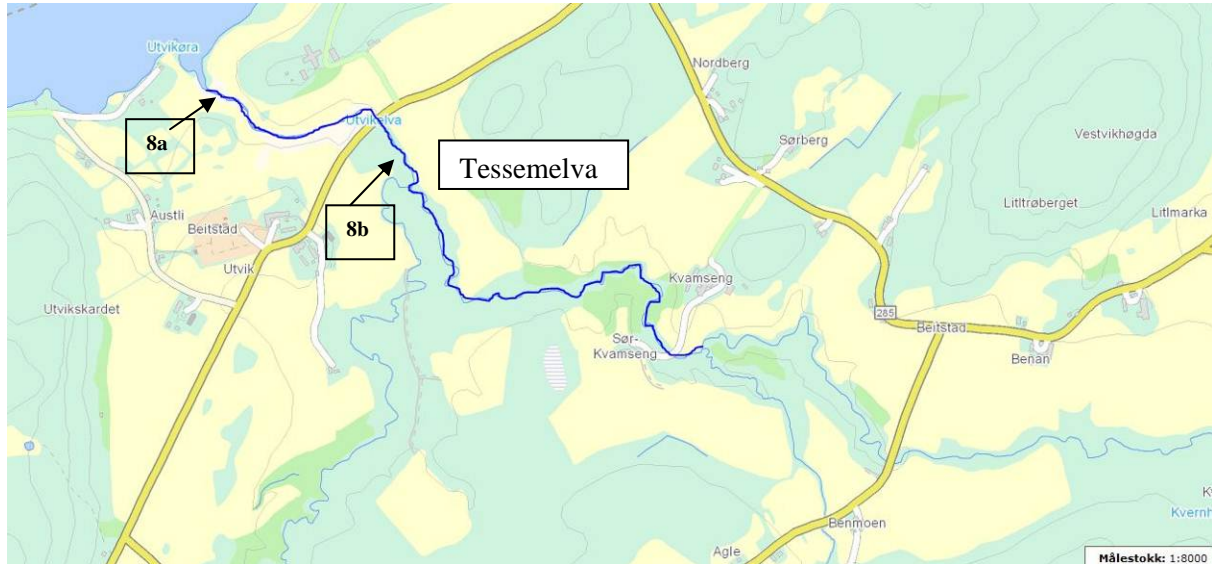 Utvikøra
Nordberg
8a
Utvikelva
Vestvikhøgda
Sørberg
Tessemelva
Litltrøberget
Litlmarka
Austli
8b
Beitstad
Utvik
Kvamseng
Utvikskardet
285
Beitstad
Sør-
Kvamseng
Benan
Kvernh
Benmoen
Agle
Målestokk: 1:8000